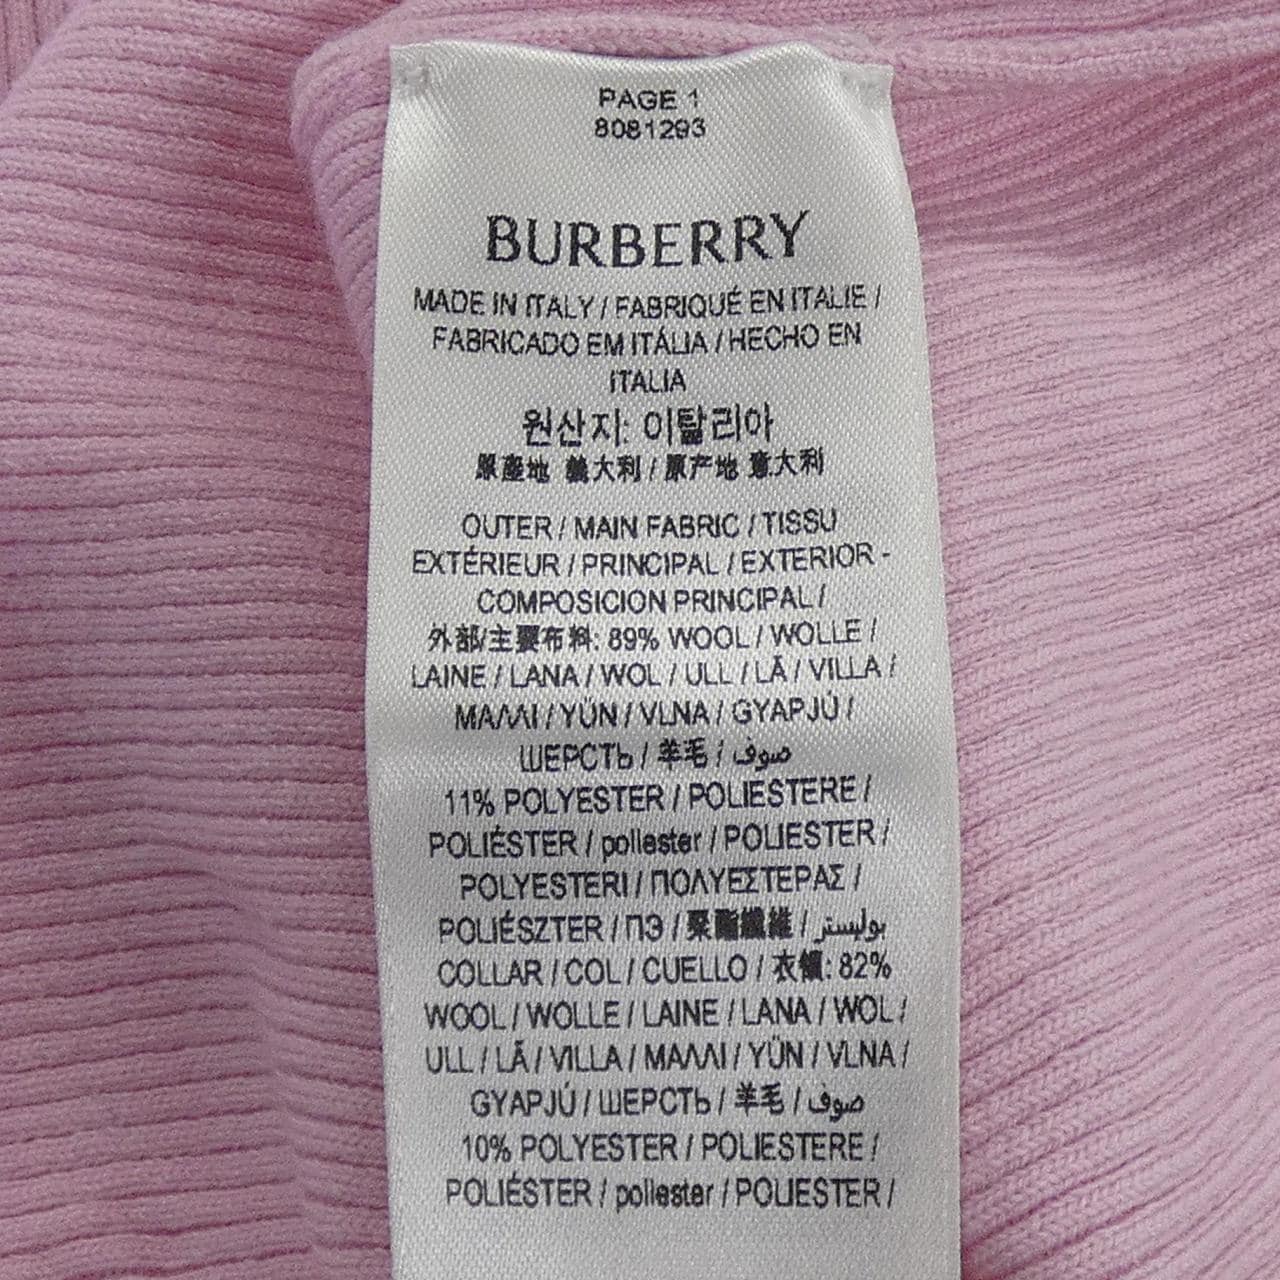 PAGE 1
8081293
BURBERRY
MADE IN ITALY / FABRIQUÉ EN ITALIE /
FABRICADO EM ITÁLIA / HECHO EN
ITALIA
원산지: 이탈리아
原産地 義大利 / 原产地 意大利
OUTER / MAIN FABRIC / TISSU
EXTÉRIEUR / PRINCIPAL / EXTERIOR -
COMPOSICION PRINCIPAL /
外部/主要布料: 89% WOOL / WOLLE /
LAINE / LANA / WOL / ULL / LÃ / VILLA /
ΜΑΛΛΙ / YÜN / VLNA / GYAPJÚ /
ШЕРСТЬ / 羊毛 / صوف
11% POLYESTER / POLIESTERE /
POLIÉSTER / poliester / POLIESTER /
POLYESTERI / ΠΟΛΥΕΣΤΕΡΑΣ /
POLIÉSZTER / ПЭ / 聚酯纖維 / بوليستر
COLLAR / COL / CUELLO / 衣領: 82%
WOOL / WOLLE / LAINE / LANA / WOL /
ULL / LÃ / VILLA / ΜΑΛΛΙ / YÜN / VLNA /
GYAPJÚ / ШЕРСТЬ / 羊毛 / صوف
10% POLYESTER / POLIESTERE /
POLIÉSTER / poliester / POLIESTER /